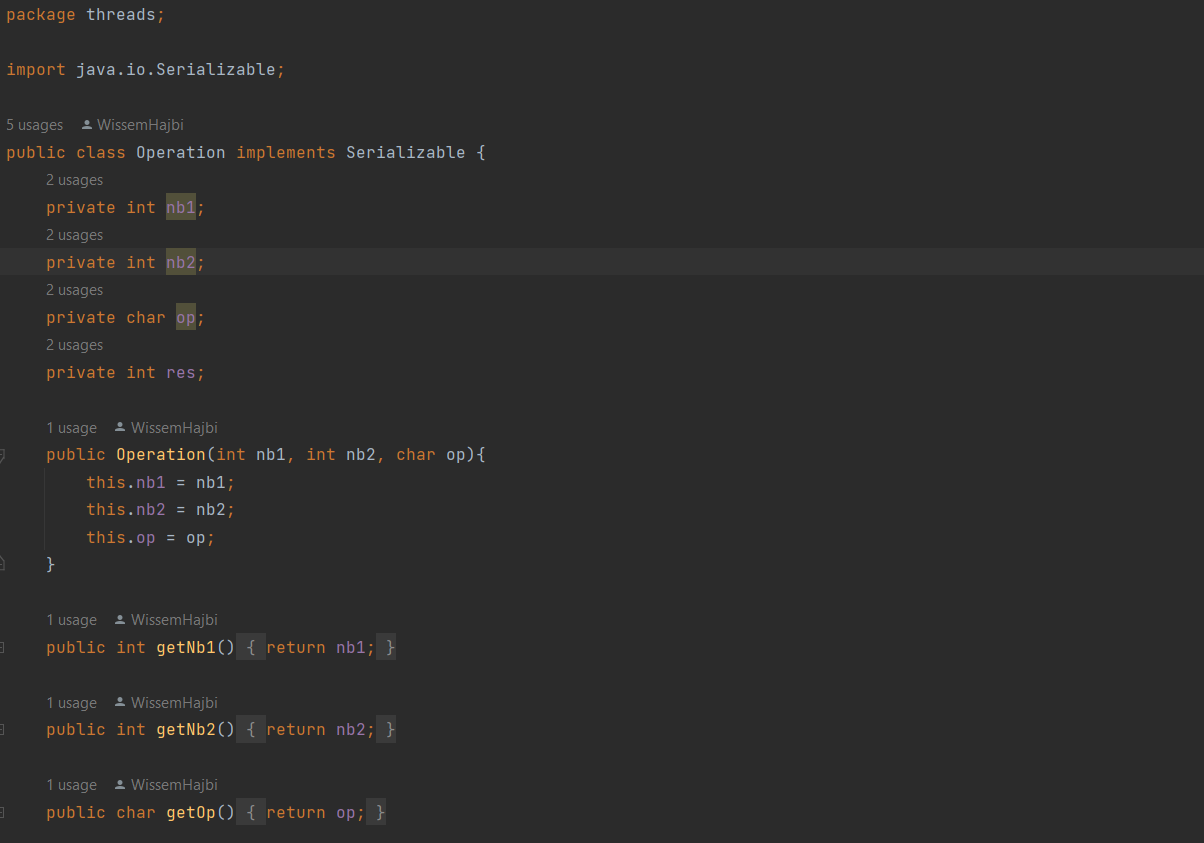 package threads;
import java.io.Serializable;
5 usages WissemHajbi
public class Operation implements Serializable {
2 usages
private int nb1;
2 usages
private int nb2;
2 usages
private char op;
2 usages
private int res;
1 usage WissemHajbi
public Operation(int nb1, int nb2, char op){
this.nb1 = nb1;
this.nb2 = nb2;
this.op = op;
}
1 usage WissemHajbi
public int getNb1() { return nb1; }
1 usage WissemHajbi
public int getNb2() { return nb2; }
1 usage WissemHajbi
public char getOp() { return op; }